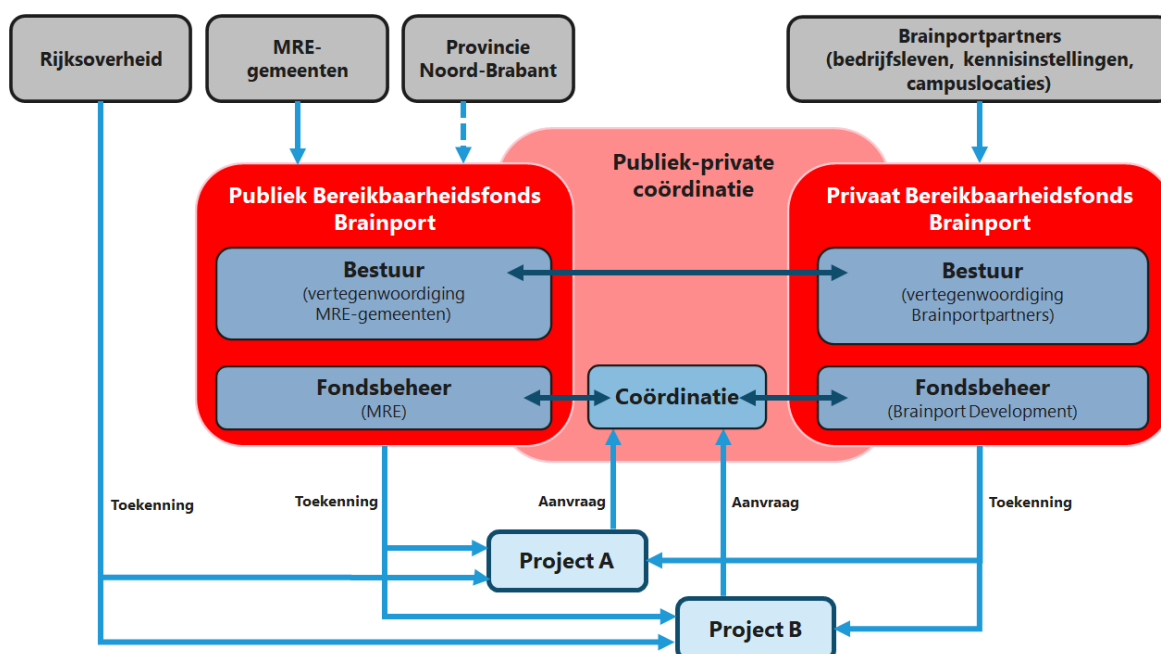 Rijksoverheid
MRE-
gemeenten
Provincie
Noord-Brabant
Brainportpartners
(bedrijfsleven, kennisinstellingen,
campuslocaties)
Publiek-private
coördinatie
Publiek Bereikbaarheidsfonds
Brainport
Privaat Bereikbaarheidsfonds
Brainport
Bestuur
(vertegenwoordiging
MRE-gemeenten)
Bestuur
(vertegenwoordiging
Brainportpartners)
Fondsbeheer
(MRE)
Coördinatie
Fondsbeheer
(Brainport Development)
Toekenning
Toekenning
Aanvraag
Aanvraag
Toekenning
Project A
Project B